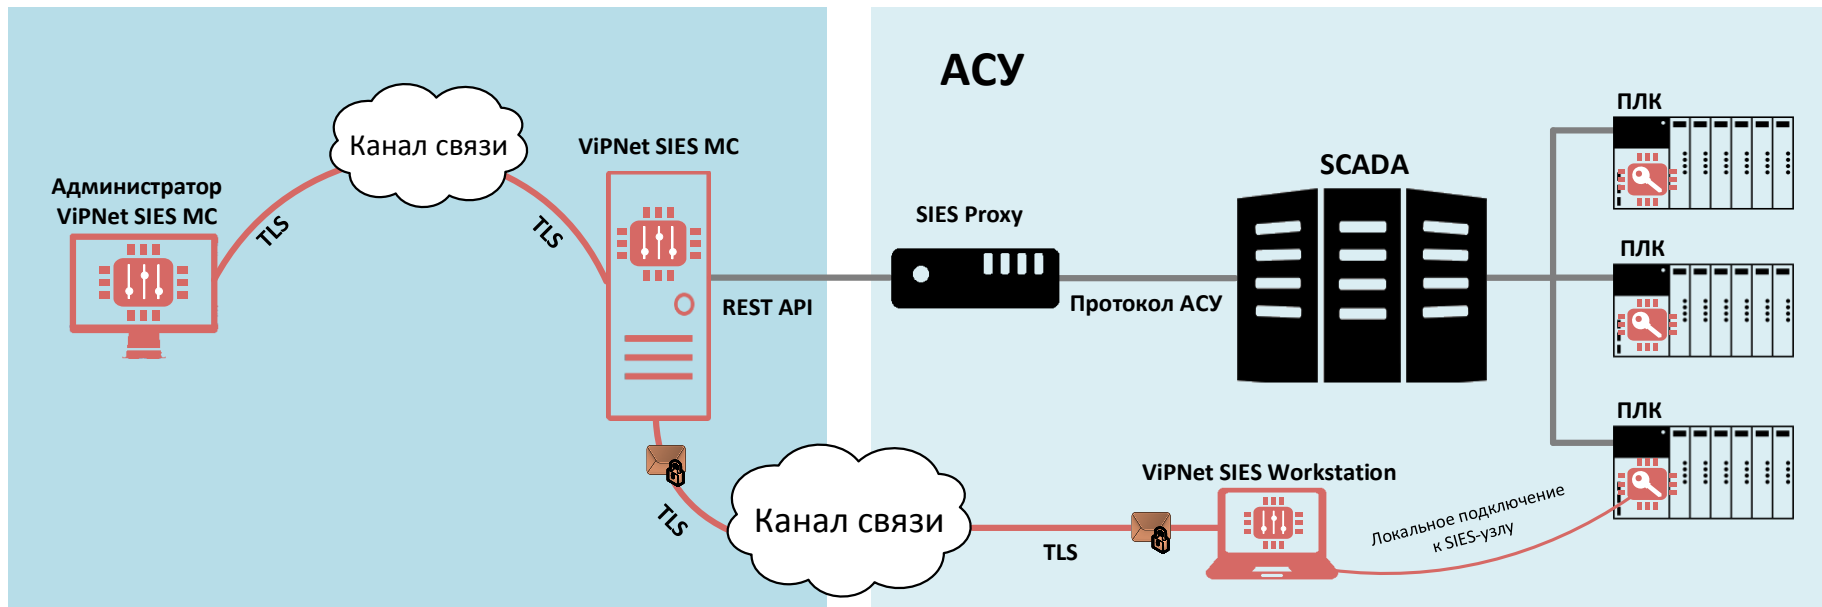 АСУ
Канал связи
ViPNet SIES MC
Администратор
ViPNet SIES MC
TLS
TLS
REST API
SIES Proxy
Протокол АСУ
SCADA
ПЛК
ПЛК
ПЛК
TLS
Канал связи
TLS
ViPNet SIES Workstation
Локальное подключение
к SIES-узлу